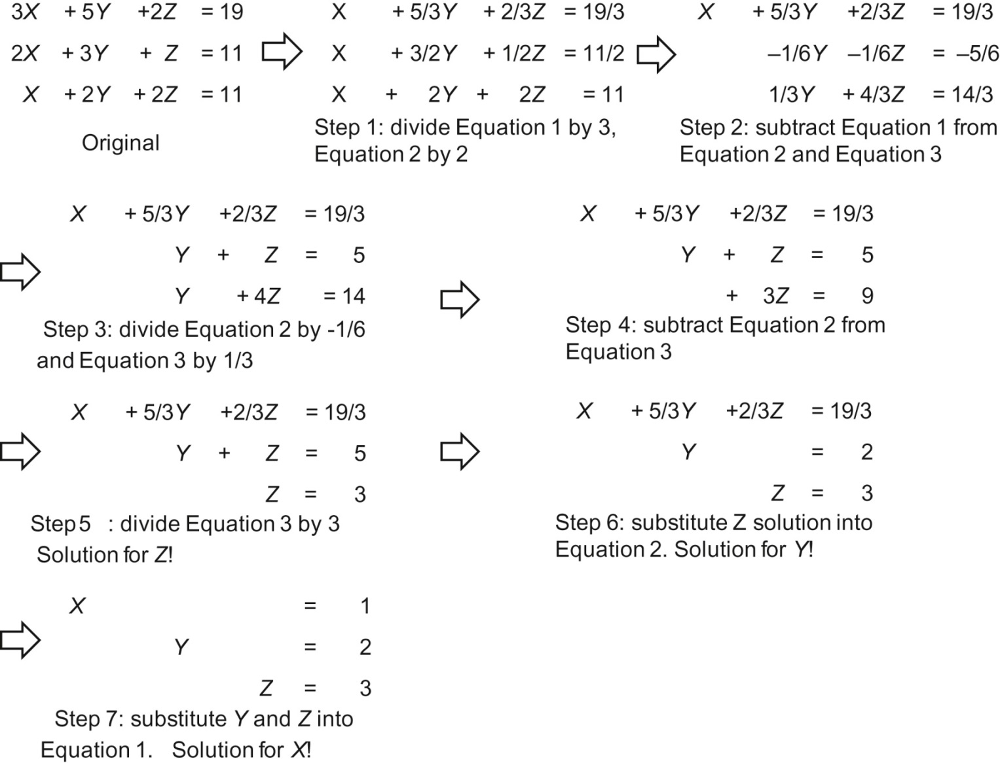 3X + 5Y +2Z = 19
2X + 3Y + Z = 11
X + 2Y + 2Z = 11
Original
X + 5/3Y + 2/3Z = 19/3
X + 3/2Y + 1/2Z = 11/2
X + 2Y + 2Z = 11
Step 1: divide Equation 1 by 3,
Equation 2 by 2
X + 5/3Y +2/3Z = 19/3
–1/6Y –1/6Z = –5/6
1/3Y + 4/3Z = 14/3
Step 2: subtract Equation 1 from
Equation 2 and Equation 3
X + 5/3Y +2/3Z = 19/3
Y + Z = 5
Y + 4Z = 14
Step 3: divide Equation 2 by -1/6
and Equation 3 by 1/3
X + 5/3Y +2/3Z = 19/3
Y + Z = 5
+ 3Z = 9
Step 4: subtract Equation 2 from
Equation 3
X + 5/3Y +2/3Z = 19/3
Y + Z = 5
Z = 3
Step 5 : divide Equation 3 by 3
Solution for Z!
X + 5/3Y +2/3Z = 19/3
Y = 2
Z = 3
Step 6: substitute Z solution into
Equation 2. Solution for Y!
X = 1
Y = 2
Z = 3
Step 7: substitute Y and Z into
Equation 1. Solution for X!